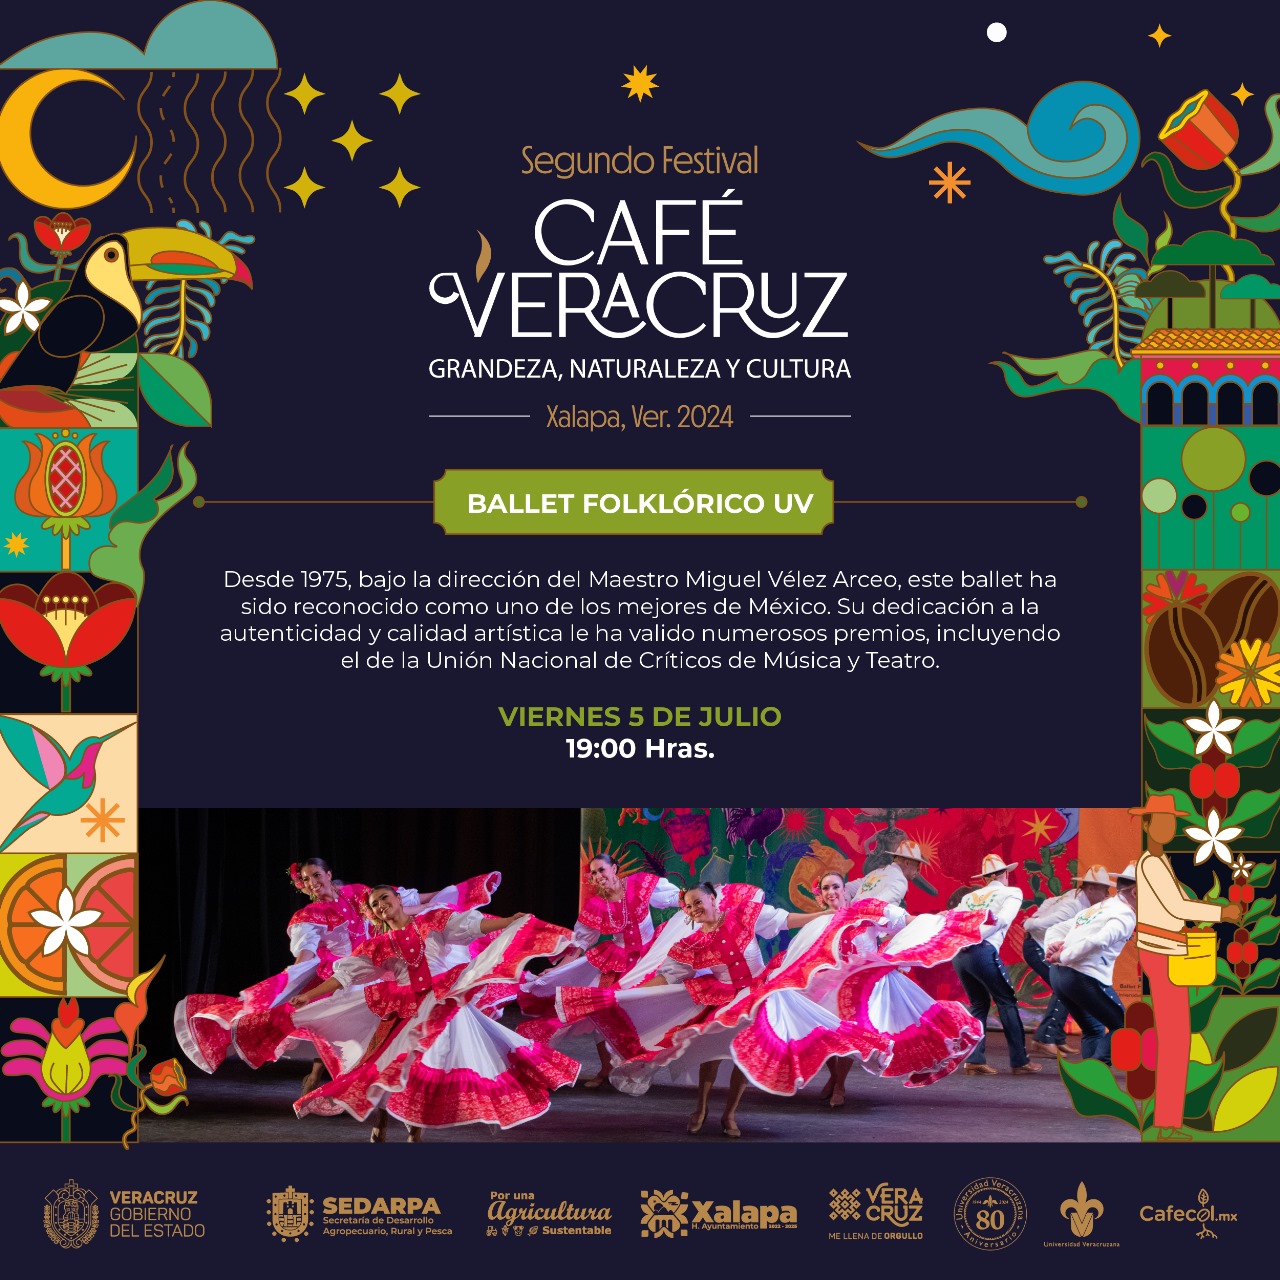 Segundo Festival
CAFÉ
VERACRUZ
GRANDEZA, NATURALEZA Y CULTURA
Xalapa, Ver. 2024
BALLET FOLKLÓRICO UV
Desde 1975, bajo la dirección del Maestro Miguel Vélez Arceo, este ballet ha
sido reconocido como uno de los mejores de México. Su dedicación a la
autenticidad y calidad artística le ha valido numerosos premios, incluyendo
el de la Unión Nacional de Críticos de Música y Teatro.
VIERNES 5 DE JULIO
19:00 Hras.
VERACRUZ
GOBIERNO
DEL ESTADO
SEDARPA
Secretaría de Desarrollo
Agropecuario, Rural y Pesca
Por una
Agricultura
Sustentable
Xalapa
H. Ayuntamiento 2022 - 2025
VERA
CRUZ
ME LLENA DE ORGULLO
Universidad Veracruzana
1944 2024
80
Aniversario
Universidad Veracruzana
Cafecol.mx